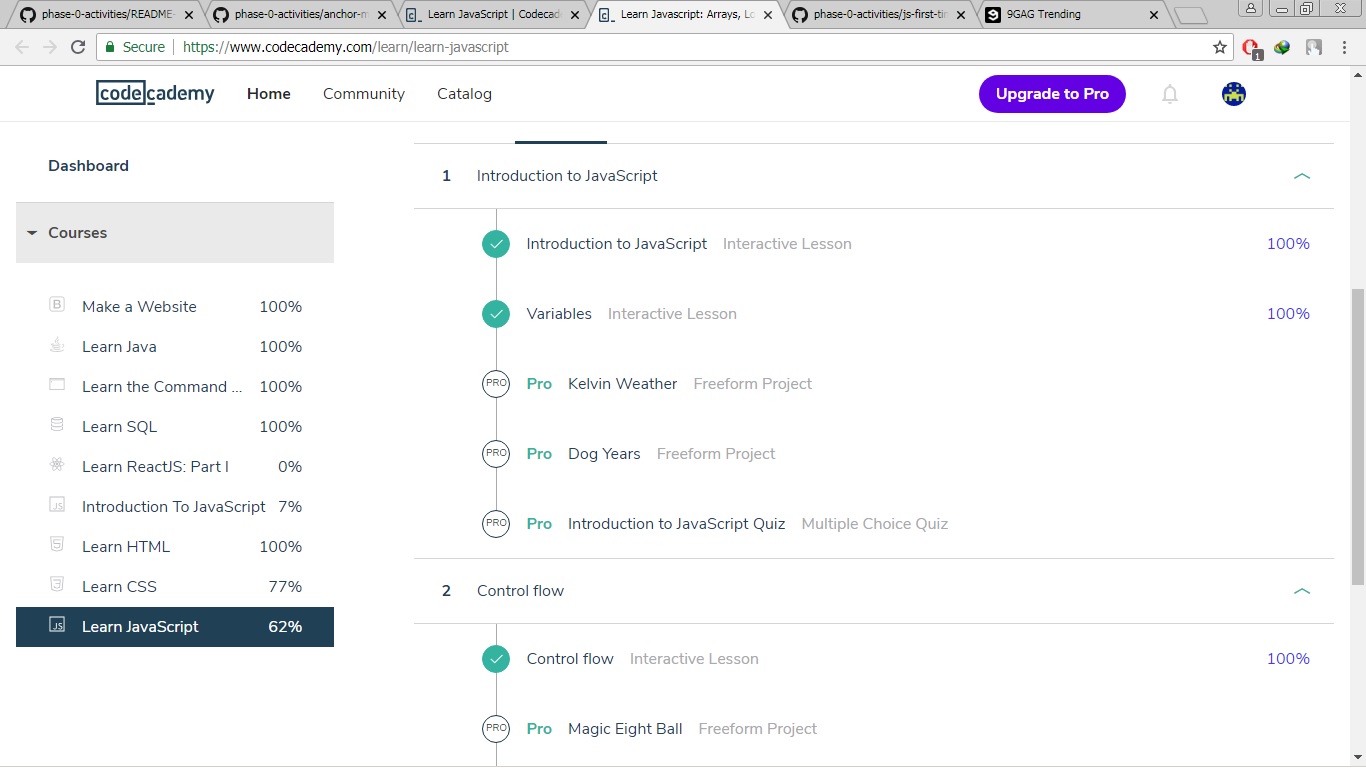 phase-0-activities/README-
phase-0-activities/anchor-m
Learn JavaScript | Codecad
Learn Javascript: Arrays, Lo
phase-0-activities/js-first-tin
9GAG Trending
Secure https://www.codecademy.com/learn/learn-javascript
1
codecademy Home Community Catalog Upgrade to Pro
Dashboard
Courses
Make a Website 100%
Learn Java 100%
Learn the Command ... 100%
Learn SQL 100%
Learn ReactJS: Part I 0%
Introduction To JavaScript 7%
Learn HTML 100%
Learn CSS 77%
Learn JavaScript 62%
1 Introduction to JavaScript
Introduction to JavaScript Interactive Lesson 100%
Variables Interactive Lesson 100%
PRO Pro Kelvin Weather Freeform Project
PRO Pro Dog Years Freeform Project
PRO Pro Introduction to JavaScript Quiz Multiple Choice Quiz
2 Control flow
Control flow Interactive Lesson 100%
PRO Pro Magic Eight Ball Freeform Project